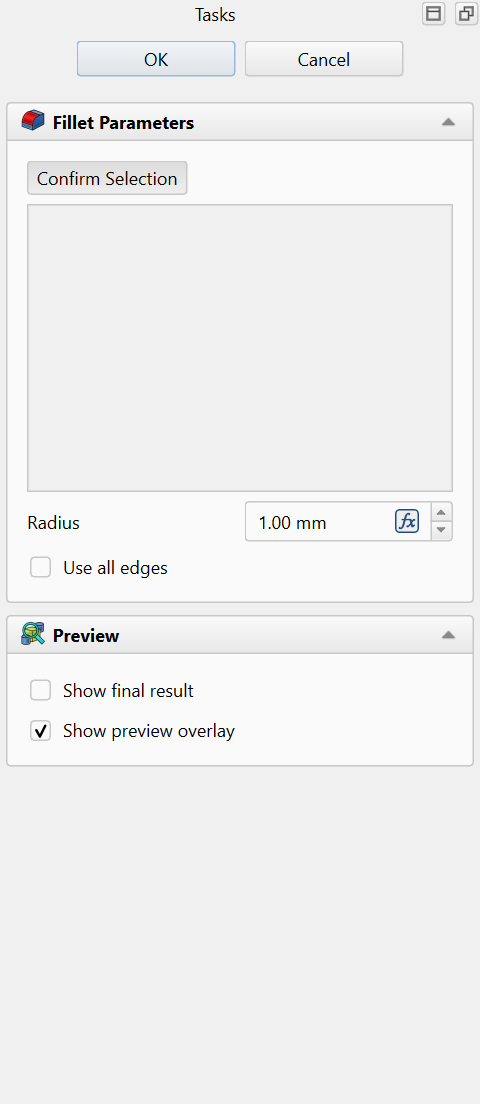 Tasks
OK Cancel
Fillet Parameters
Confirm Selection
Radius 1.00 mm fx
Use all edges
Preview
Show final result
Show preview overlay